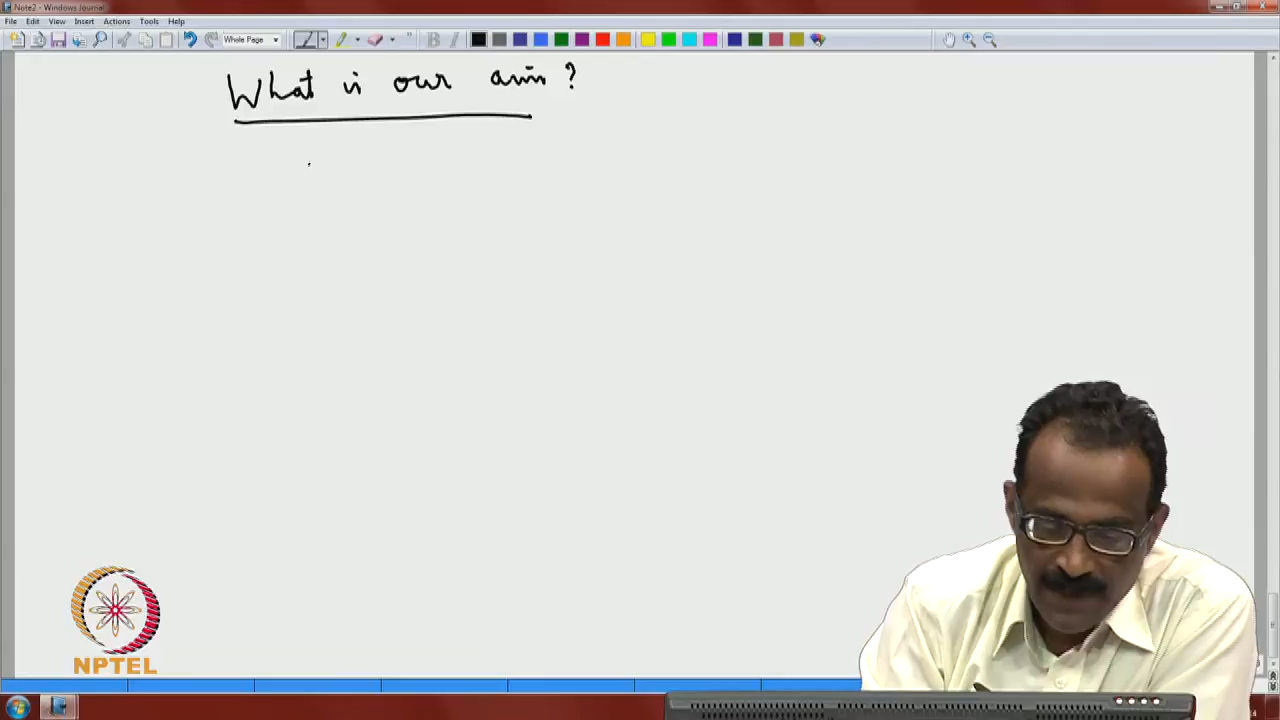 Note2 - Windows Journal
File Edit View Insert Actions Tools Help
Whole Page
B I
What is our aim ?
NPTEL